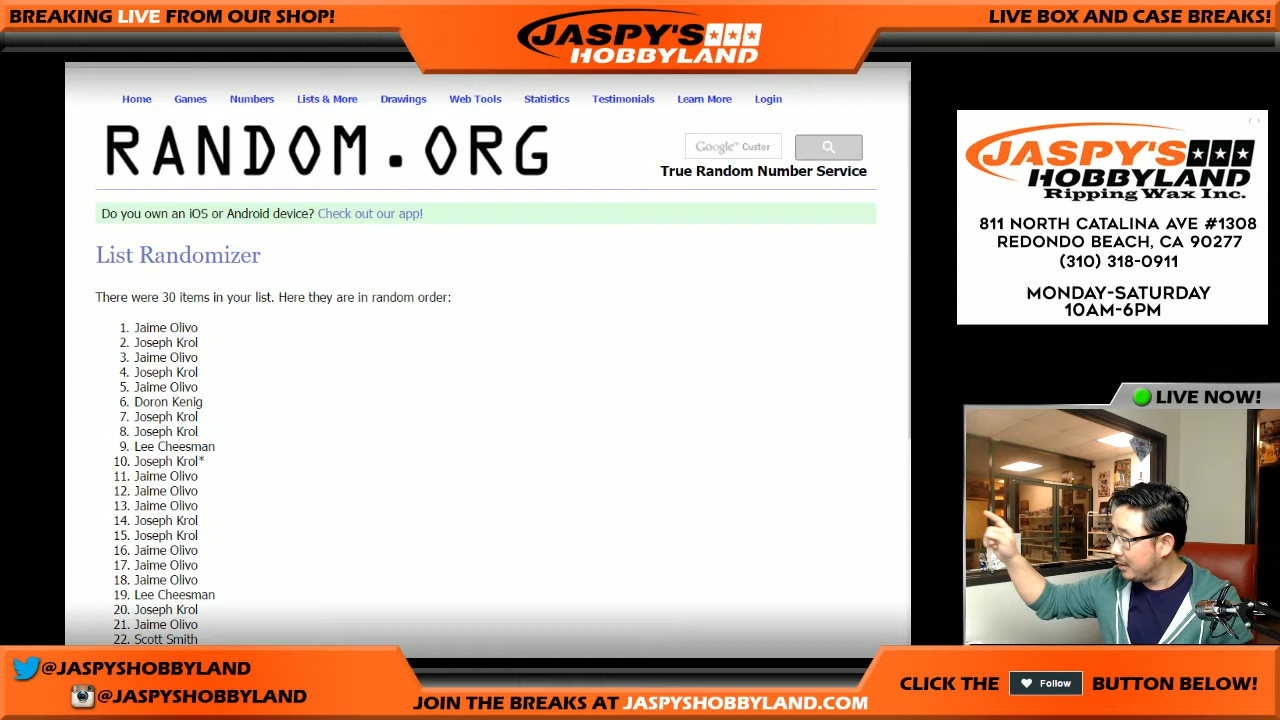 BREAKING LIVE FROM OUR SHOP!
JASPY'S
HOBBYLAND
LIVE BOX AND CASE BREAKS!
Home Games Numbers Lists & More Drawings Web Tools Statistics Testimonials Learn More Login
RANDOM.ORG
Google™ Custor
True Random Number Service
Do you own an iOS or Android device? Check out our app!
List Randomizer
There were 30 items in your list. Here they are in random order:
1. Jaime Olivo
2. Joseph Krol
3. Jaime Olivo
4. Joseph Krol
5. Jaime Olivo
6. Doron Kenig
7. Joseph Krol
8. Joseph Krol
9. Lee Cheesman
10. Joseph Krol*
11. Jaime Olivo
12. Jaime Olivo
13. Jaime Olivo
14. Joseph Krol
15. Joseph Krol
16. Jaime Olivo
17. Jaime Olivo
18. Jaime Olivo
19. Lee Cheesman
20. Joseph Krol
21. Jaime Olivo
22. Scott Smith
JASPY'S
HOBBYLAND
Ripping Wax Inc.
811 NORTH CATALINA AVE #1308
REDONDO BEACH, CA 90277
(310) 318-0911
MONDAY-SATURDAY
10AM-6PM
LIVE NOW!
@JASPYSHOBBYLAND
@JASPYSHOBBYLAND
JOIN THE BREAKS AT JASPYSHOBBYLAND.COM
CLICK THE Follow BUTTON BELOW!